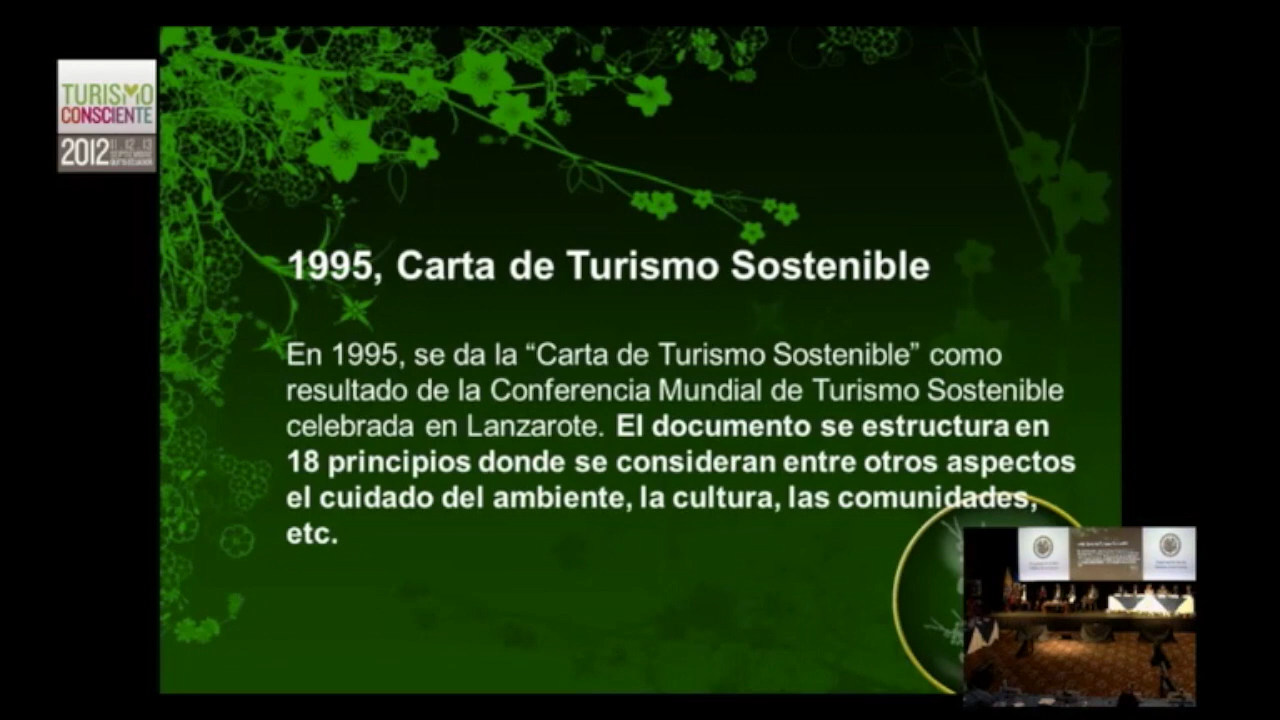 TURISMO
CONSCIENTE
2012
1995, Carta de Turismo Sostenible
En 1995, se da la “Carta de Turismo Sostenible” como
resultado de la Conferencia Mundial de Turismo Sostenible
celebrada en Lanzarote. El documento se estructura en
18 principios donde se consideran entre otros aspectos
el cuidado del ambiente, la cultura, las comunidades,
etc.